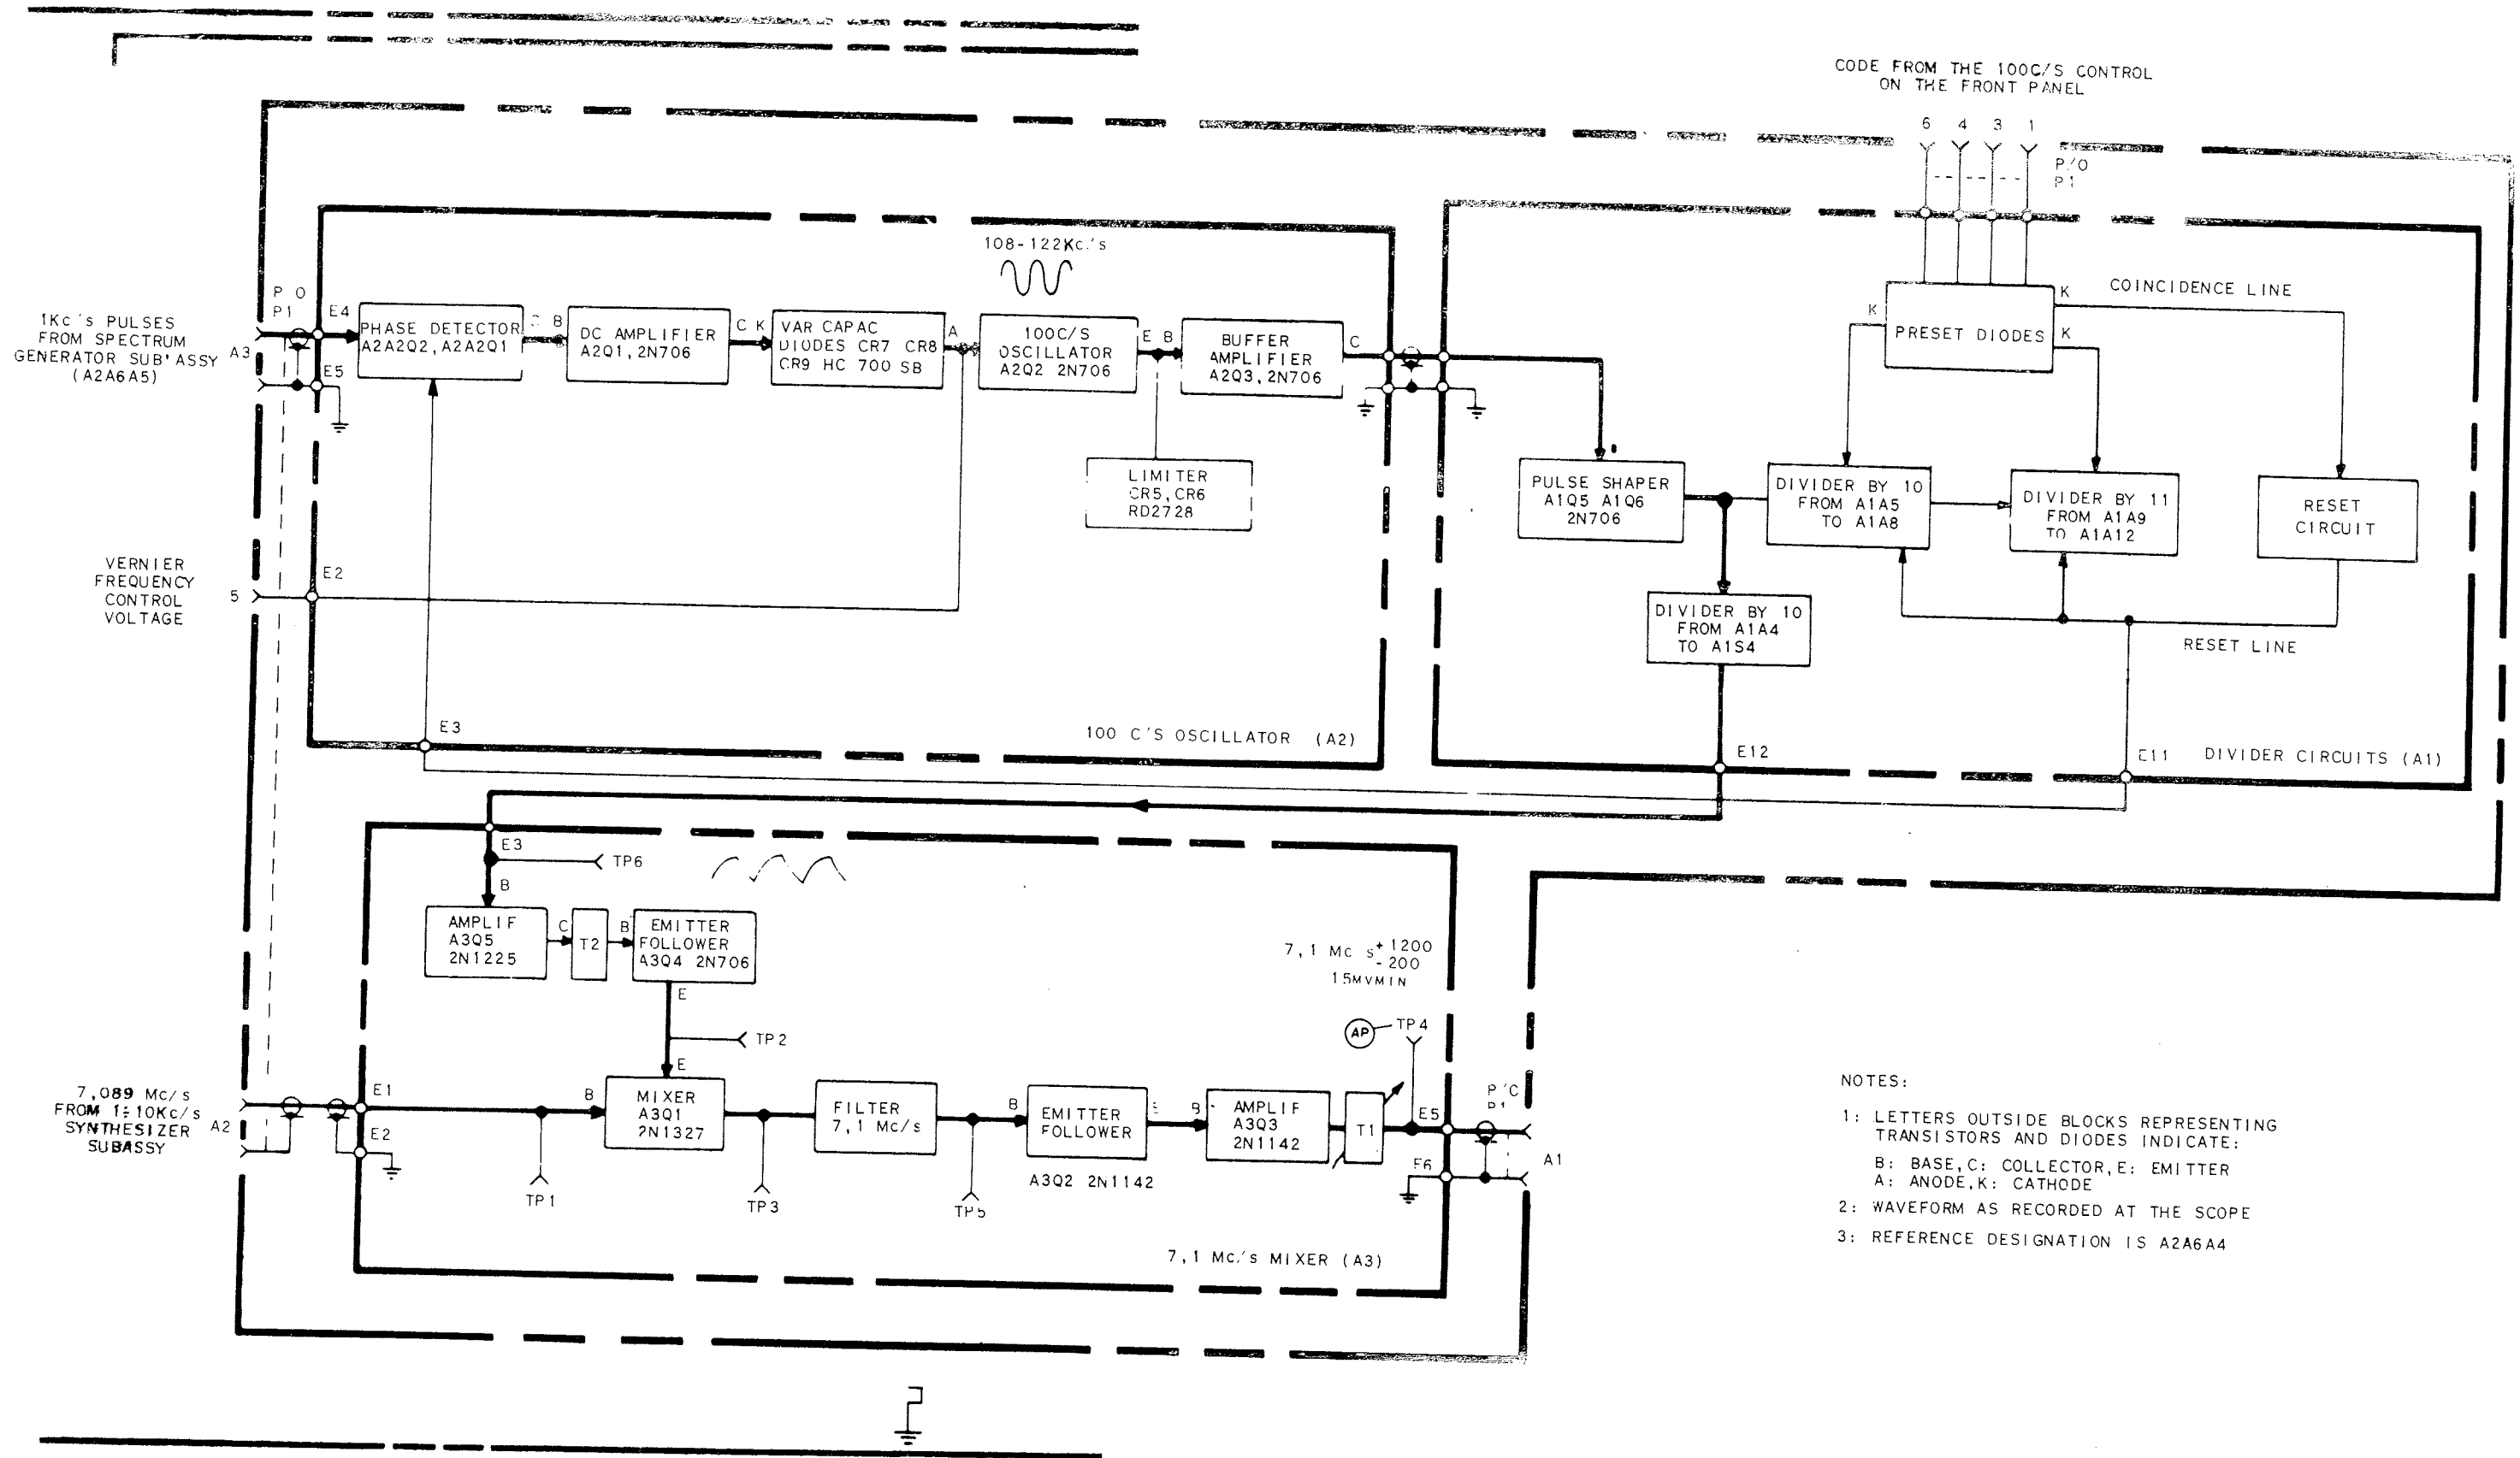 CODE FROM THE 100C/S CONTROL
ON THE FRONT PANEL
6 4 3 1
P/O
P1
108-122Kc.'s
P O
P1
E4
1Kc's PULSES
FROM SPECTRUM
GENERATOR SUB'ASSY
(A2A6A5)
A3
E5
PHASE DETECTOR
A2A2Q2, A2A2Q1
B
DC AMPLIFIER
A2Q1, 2N706
C K
VAR CAPAC
DIODES CR7 CR8
CR9 HC 700 SB
A
100C/S
OSCILLATOR
A2Q2 2N706
E B
BUFFER
AMPLIFIER
A2Q3, 2N706
C
LIMITER
CR5, CR6
RD2728
K
PRESET DIODES
K
K
COINCIDENCE LINE
PULSE SHAPER
A1Q5 A1Q6
2N706
DIVIDER BY 10
FROM A1A5
TO A1A8
DIVIDER BY 11
FROM A1A9
TO A1A12
RESET
CIRCUIT
DIVIDER BY 10
FROM A1A4
TO A1S4
RESET LINE
VERNIER
FREQUENCY
CONTROL
VOLTAGE
5
E2
E3
100 C'S OSCILLATOR (A2)
E12
E11
DIVIDER CIRCUITS (A1)
E3
TP6
B
AMPLIF
A3Q5
2N1225
C
T2
B
EMITTER
FOLLOWER
A3Q4 2N706
E
TP2
E
7,1 Mc s + 1200
- 200
15MVMIN
AP
TP4
7,089 Mc/s
FROM 1÷10Kc/s
SYNTHESIZER
SUBASSY
A2
E1
E2
B
MIXER
A3Q1
2N1327
TP1
TP3
FILTER
7,1 Mc/s
TP5
B
EMITTER
FOLLOWER
A3Q2 2N1142
B
AMPLIF
A3Q3
2N1142
T1
E5
E6
A1
7,1 Mc.'s MIXER (A3)
NOTES:
1: LETTERS OUTSIDE BLOCKS REPRESENTING
TRANSISTORS AND DIODES INDICATE:
B: BASE, C: COLLECTOR, E: EMITTER
A: ANODE, K: CATHODE
2: WAVEFORM AS RECORDED AT THE SCOPE
3: REFERENCE DESIGNATION IS A2A6A4